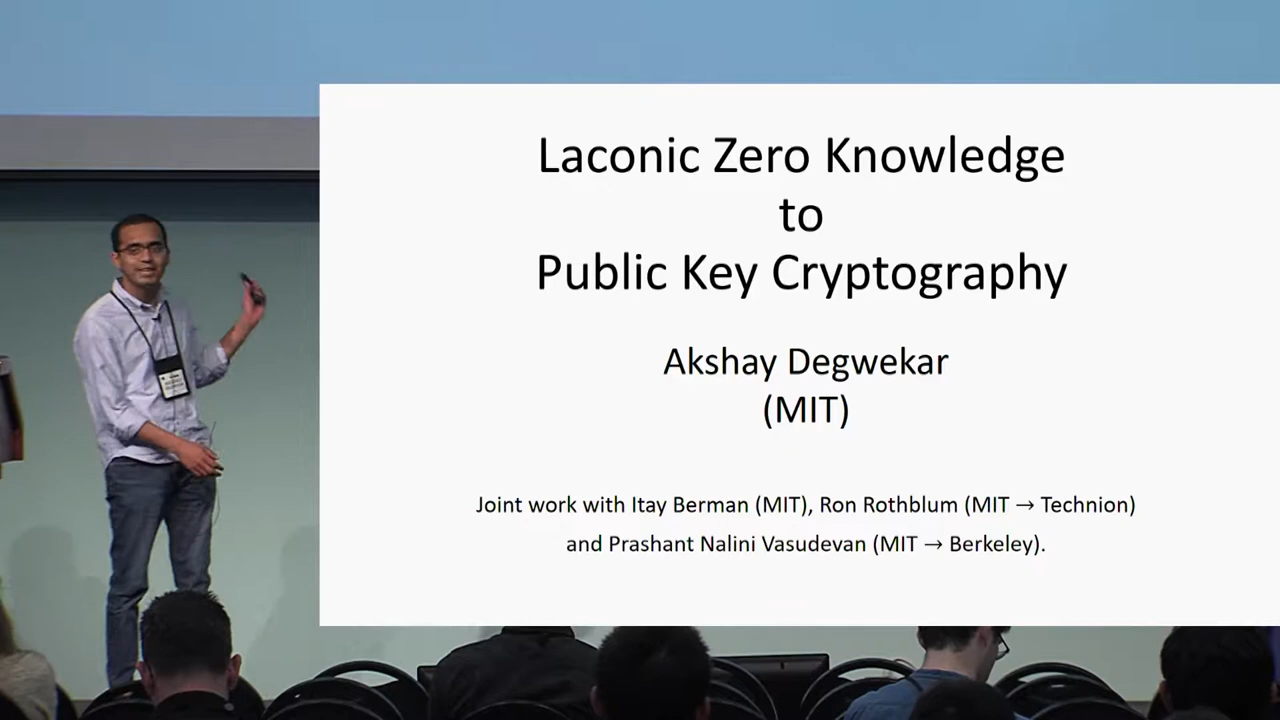 Laconic Zero Knowledge
to
Public Key Cryptography
Akshay Degwekar
(MIT)
Joint work with Itay Berman (MIT), Ron Rothblum (MIT → Technion)
and Prashant Nalini Vasudevan (MIT → Berkeley).